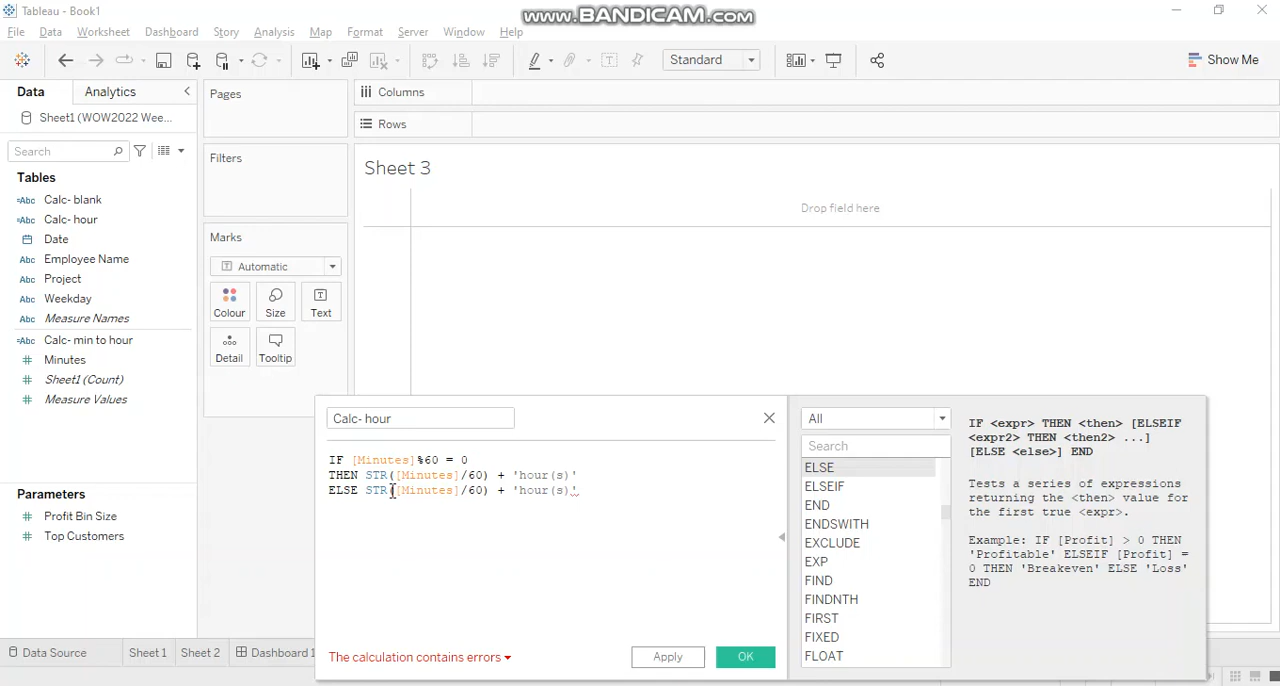 Tableau - Book1
www.BANDICAM.com
File Data Worksheet Dashboard Story Analysis Map Format Server Window Help
Standard
Show Me
Data Analytics
Sheet1 (WOW2022 Wee...
Search
Tables
Abc Calc- blank
Abc Calc- hour
Date
Abc Employee Name
Abc Project
Abc Weekday
Abc Measure Names
Abc Calc- min to hour
Minutes
Sheet1 (Count)
Measure Values
Parameters
Profit Bin Size
Top Customers
Pages
Filters
Marks
Automatic
Colour Size Text
Detail Tooltip
Columns
Rows
Sheet 3
Drop field here
Calc- hour
IF [Minutes]%60 = 0
THEN STR([Minutes]/60) + 'hour(s)'
ELSE STR([Minutes]/60) + 'hour(s)'
The calculation contains errors
Apply OK
All
Search
ELSE
ELSEIF
END
ENDSWITH
EXCLUDE
EXP
FIND
FINDNTH
FIRST
FIXED
FLOAT
IF <expr> THEN <then> [ELSEIF
<expr2> THEN <then2> ...]
[ELSE <else>] END
Tests a series of expressions
returning the <then> value for
the first true <expr>.
Example: IF [Profit] > 0 THEN
'Profitable' ELSEIF [Profit] =
0 THEN 'Breakeven' ELSE 'Loss'
END
Data Source Sheet 1 Sheet 2 Dashboard 1